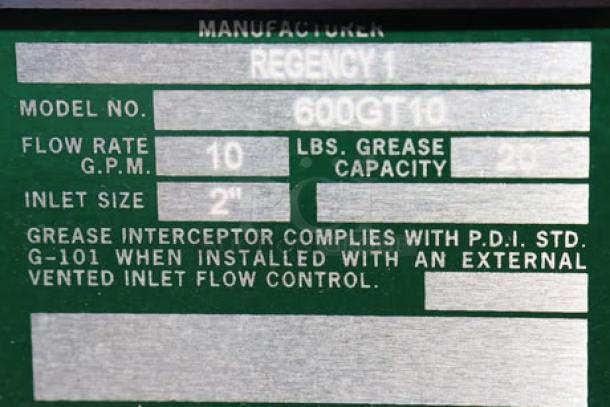 MANUFACTURER
REGENCY 1
MODEL NO. 600GT10
FLOW RATE G.P.M. 10 LBS. GREASE CAPACITY 20
INLET SIZE 2"
GREASE INTERCEPTOR COMPLIES WITH P.D.I. STD.
G-101 WHEN INSTALLED WITH AN EXTERNAL
VENTED INLET FLOW CONTROL.